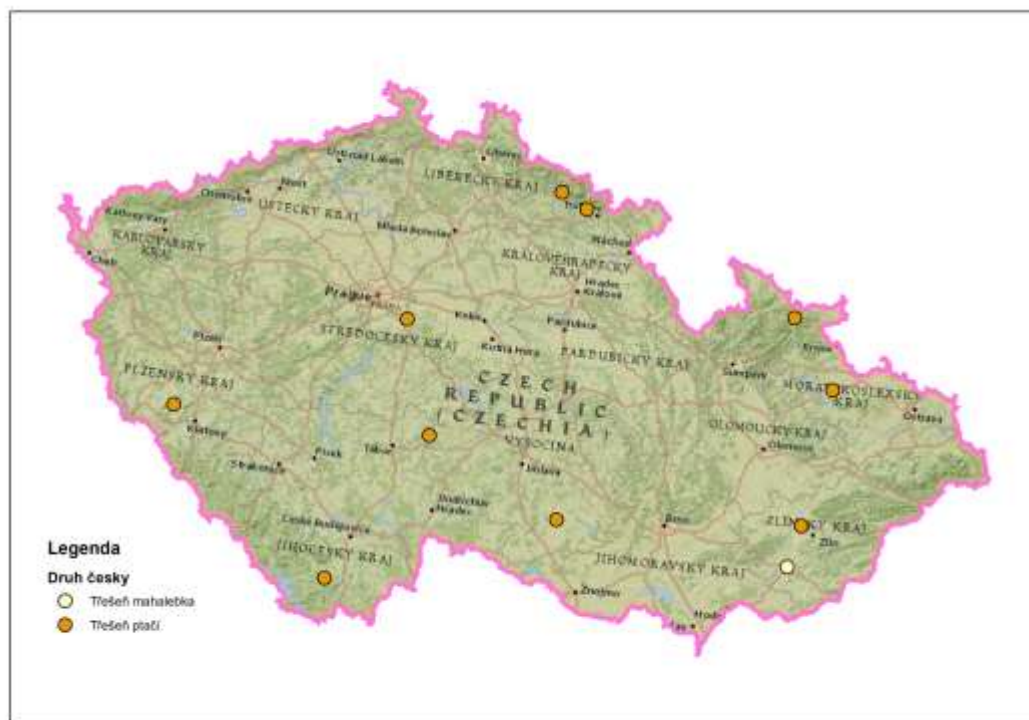 Liberec
Ústí nad Labem
LIBERECKÝ KRAJ
Most
Chomutov
ÚSTECKÝ KRAJ
Trutnov
Karlovy Vary
Mladá Boleslav
Náchod
KARLOVARSKÝ
KRAJ
KRÁLOVÉHRADECKÝ
KRAJ
Cheb
Hradec
Králové
Prague
PRAHA
Kolín
Pardubice
STŘEDOČESKÝ KRAJ
Plzeň
Kutná Hora
PARDUBICKÝ KRAJ
Krnov
Šumperk
PLZEŇSKÝ KRAJ
CZECH
REPUBLIC
(CZECHIA)
MORAVSKOSLEZSKÝ
KRAJ
Ostrava
Klatovy
OLOMOUCKÝ KRAJ
VYSOČINA
Olomouc
Tábor
Písek
Strakonice
Jihlava
Jindřichův
Hradec
České Budějovice
Brno
ZLÍNSKÝ KRAJ
Zlín
JIHOČESKÝ KRAJ
JIHOMORAVSKÝ KRAJ
Znojmo
Legenda
Druh česky
Třešeň mahalebka
Třešeň ptačí